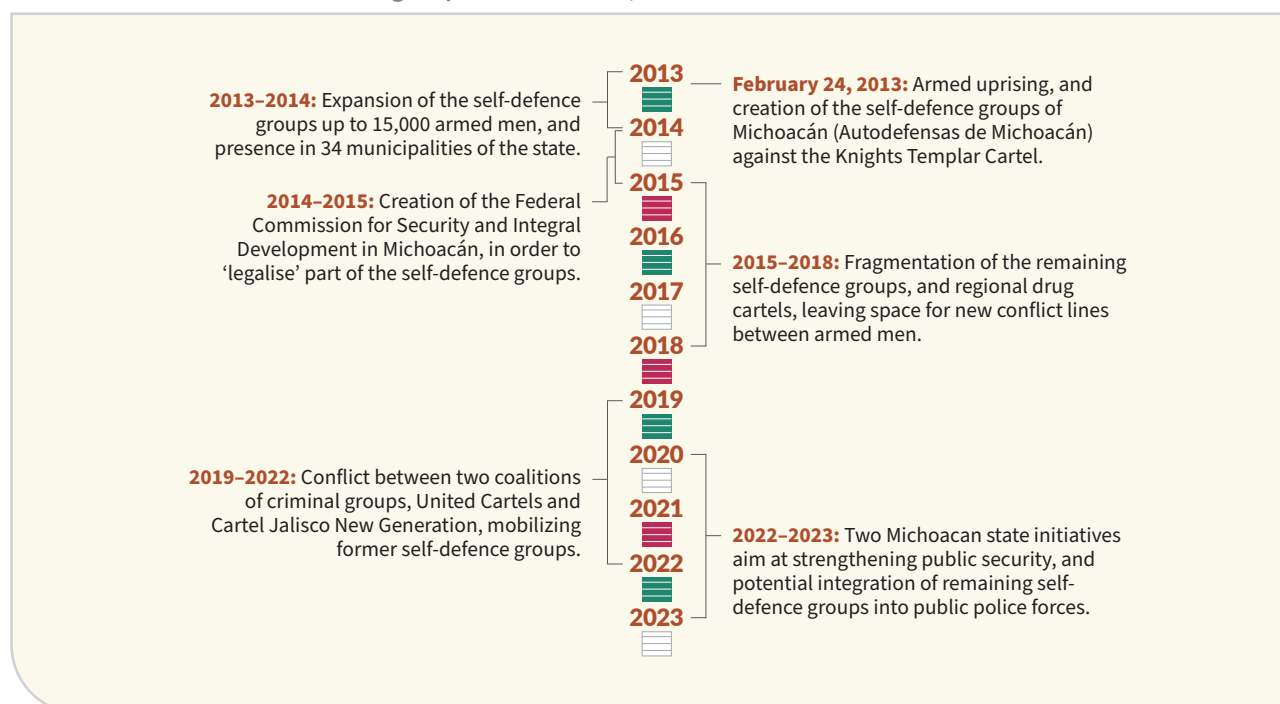 2013
2014
2015
2016
2017
2018
2019
2020
2021
2022
2023
February 24, 2013: Armed uprising, and
creation of the self-defence groups of
Michoacán (Autodefensas de Michoacán)
against the Knights Templar Cartel.
2013–2014: Expansion of the self-defence
groups up to 15,000 armed men, and
presence in 34 municipalities of the state.
2014–2015: Creation of the Federal
Commission for Security and Integral
Development in Michoacán, in order to
‘legalise’ part of the self-defence groups.
2015–2018: Fragmentation of the remaining
self-defence groups, and regional drug
cartels, leaving space for new conflict lines
between armed men.
2019–2022: Conflict between two coalitions
of criminal groups, United Cartels and
Cartel Jalisco New Generation, mobilizing
former self-defence groups.
2022–2023: Two Michoacan state initiatives
aim at strengthening public security, and
potential integration of remaining self-
defence groups into public police forces.